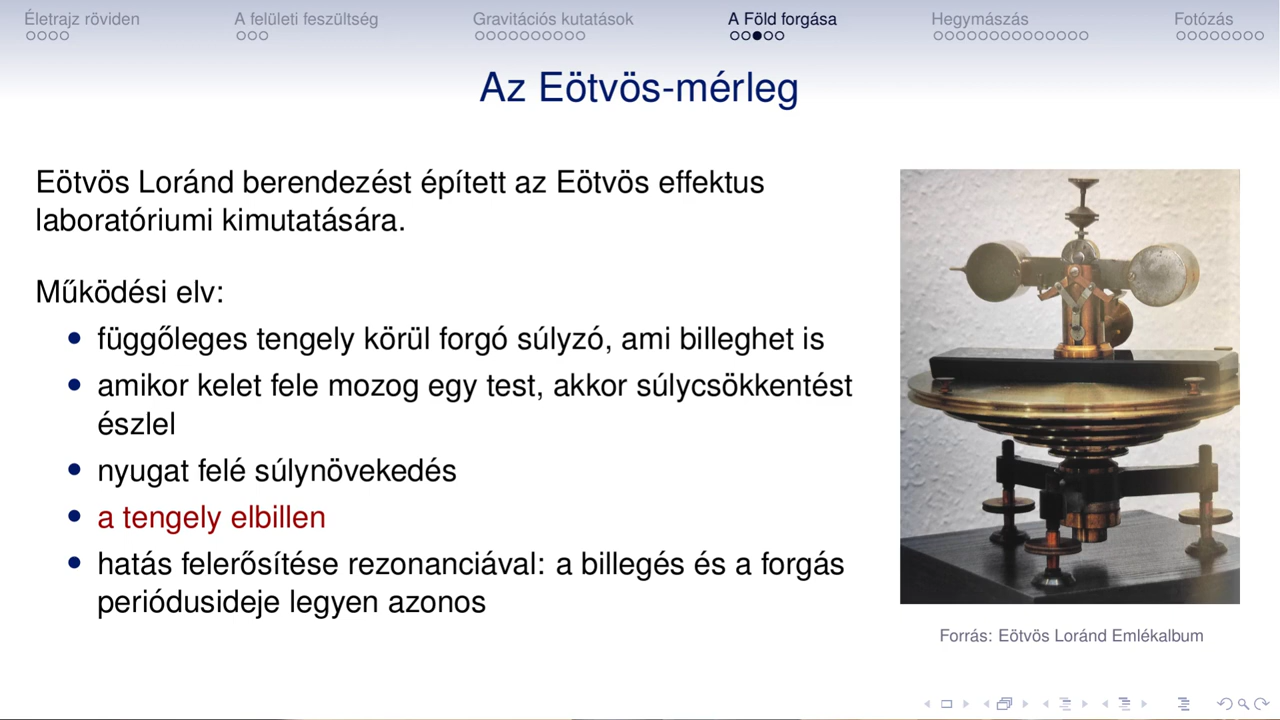 Életrajz röviden
A felületi feszültség
Gravitációs kutatások
A Föld forgása
Hegymászás
Fotózás
Az Eötvös-mérleg
Eötvös Loránd berendezést épített az Eötvös effektus
laboratóriumi kimutatására.
Működési elv:
függőleges tengely körül forgó súlyzó, ami billeghet is
amikor kelet fele mozog egy test, akkor súlycsökkentést
észlel
nyugat felé súlynövekedés
a tengely elbillen
hatás felerősítése rezonanciával: a billegés és a forgás
periódusideje legyen azonos
Forrás: Eötvös Loránd Emlékalbum